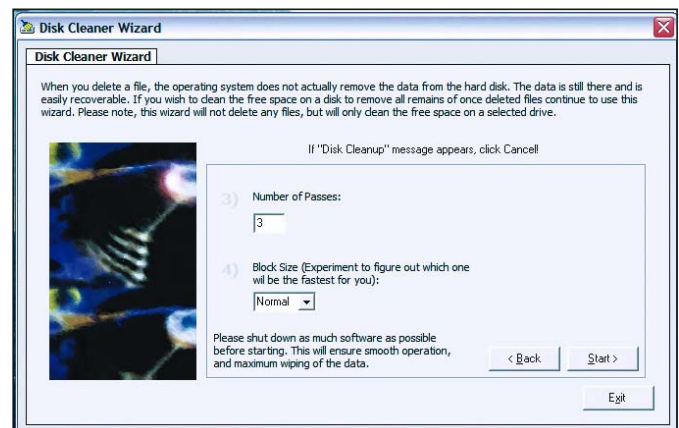 Disk Cleaner Wizard
Disk Cleaner Wizard
When you delete a file, the operating system does not actually remove the data from the hard disk. The data is still there and is
easily recoverable. If you wish to clean the free space on a disk to remove all remains of once deleted files continue to use this
wizard. Please note, this wizard will not delete any files, but will only clean the free space on a selected drive.
If "Disk Cleanup" message appears, click Cancel!
3) Number of Passes:
3
4) Block Size (Experiment to figure out which one
wil be the fastest for you):
Normal
Please shut down as much software as possible
before starting. This will ensure smooth operation,
and maximum wiping of the data.
< Back
Start >
Exit